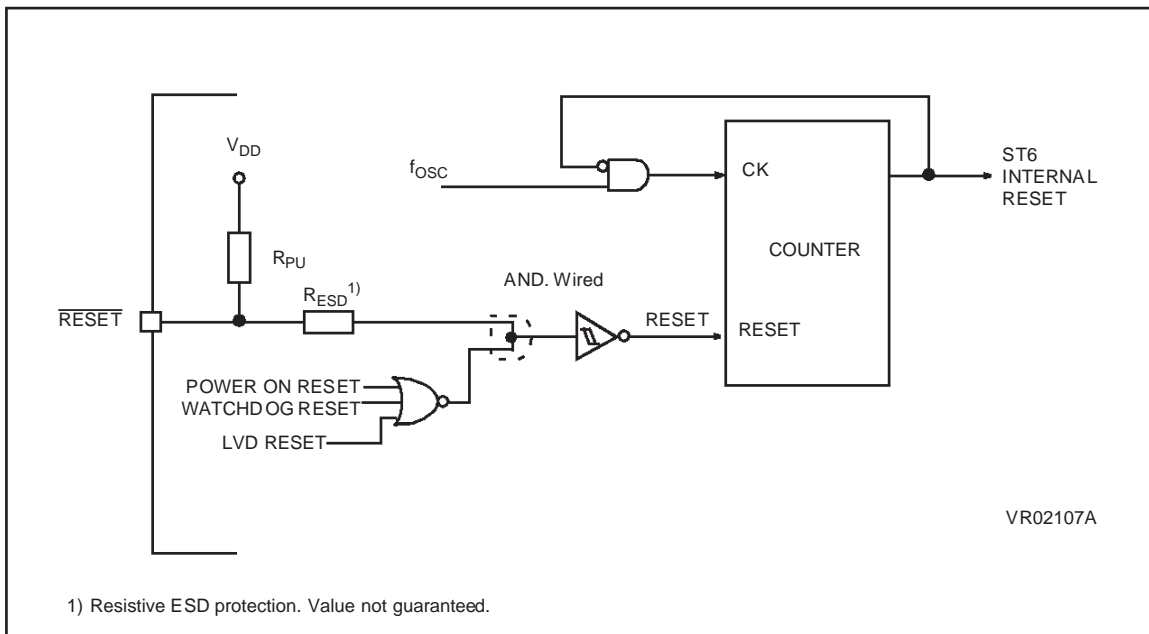 V_DD
f_OSC
CK
ST6
INTERNAL
RESET
R_PU
COUNTER
AND. Wired
R_ESD 1)
RESET
RESET
RESET
POWER ON RESET
WATCHDOG RESET
LVD RESET
VR02107A
1) Resistive ESD protection. Value not guaranteed.